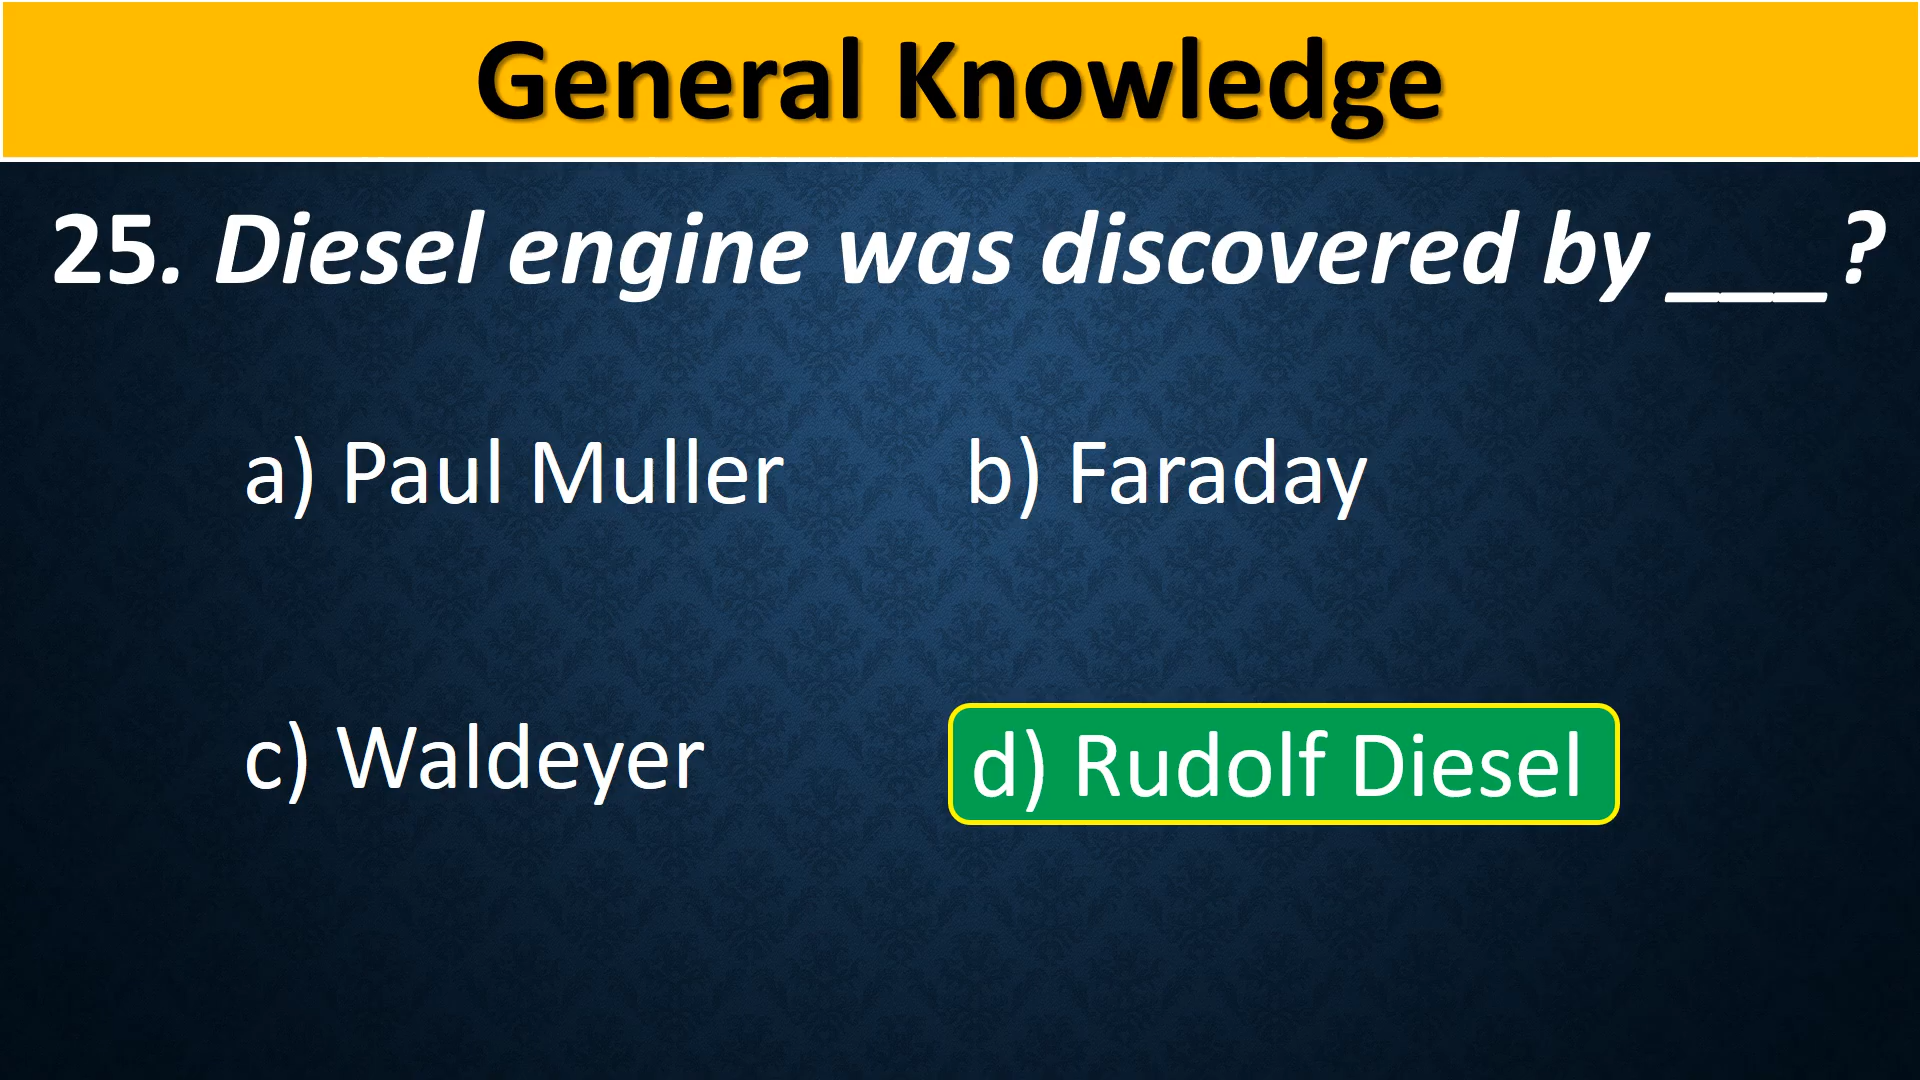 General Knowledge
25. Diesel engine was discovered by ___?
a) Paul Muller b) Faraday
c) Waldeyer d) Rudolf Diesel